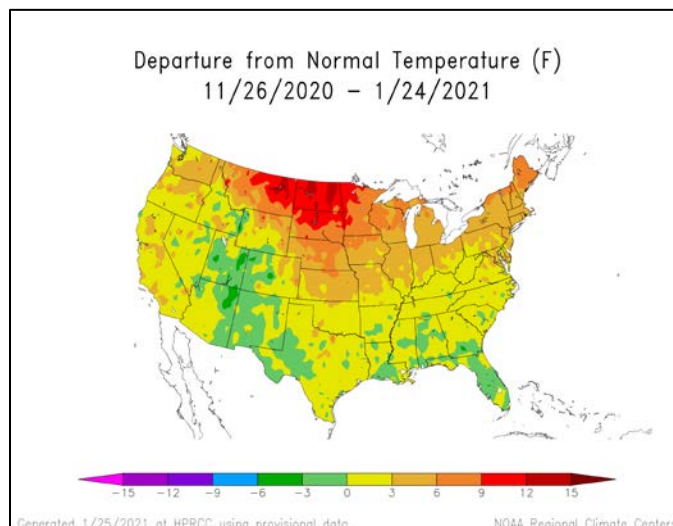 Departure from Normal Temperature (F)
11/26/2020 – 1/24/2021
-15 -12 -9 -6 -3 0 3 6 9 12 15
Generated 1/25/2021 at HPRCC using provisional data. NOAA Regional Climate Centers